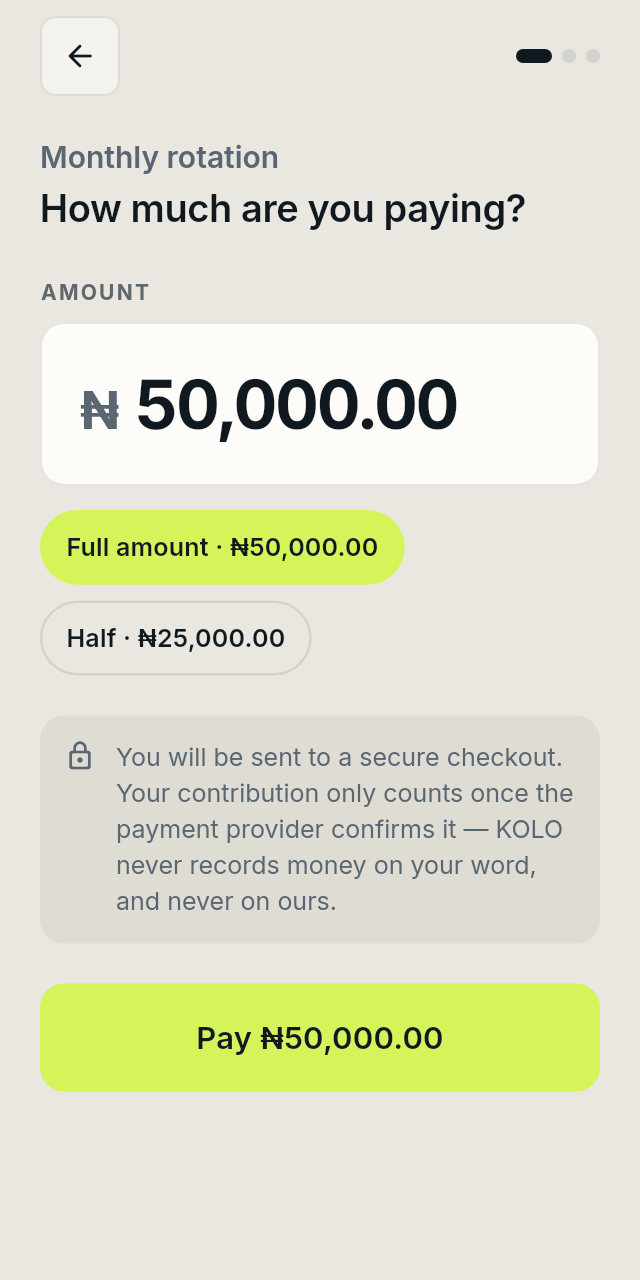 Monthly rotation
How much are you paying?
AMOUNT
₦ 50,000.00
Full amount · ₦50,000.00
Half · ₦25,000.00
You will be sent to a secure checkout.
Your contribution only counts once the
payment provider confirms it — KOLO
never records money on your word,
and never on ours.
Pay ₦50,000.00